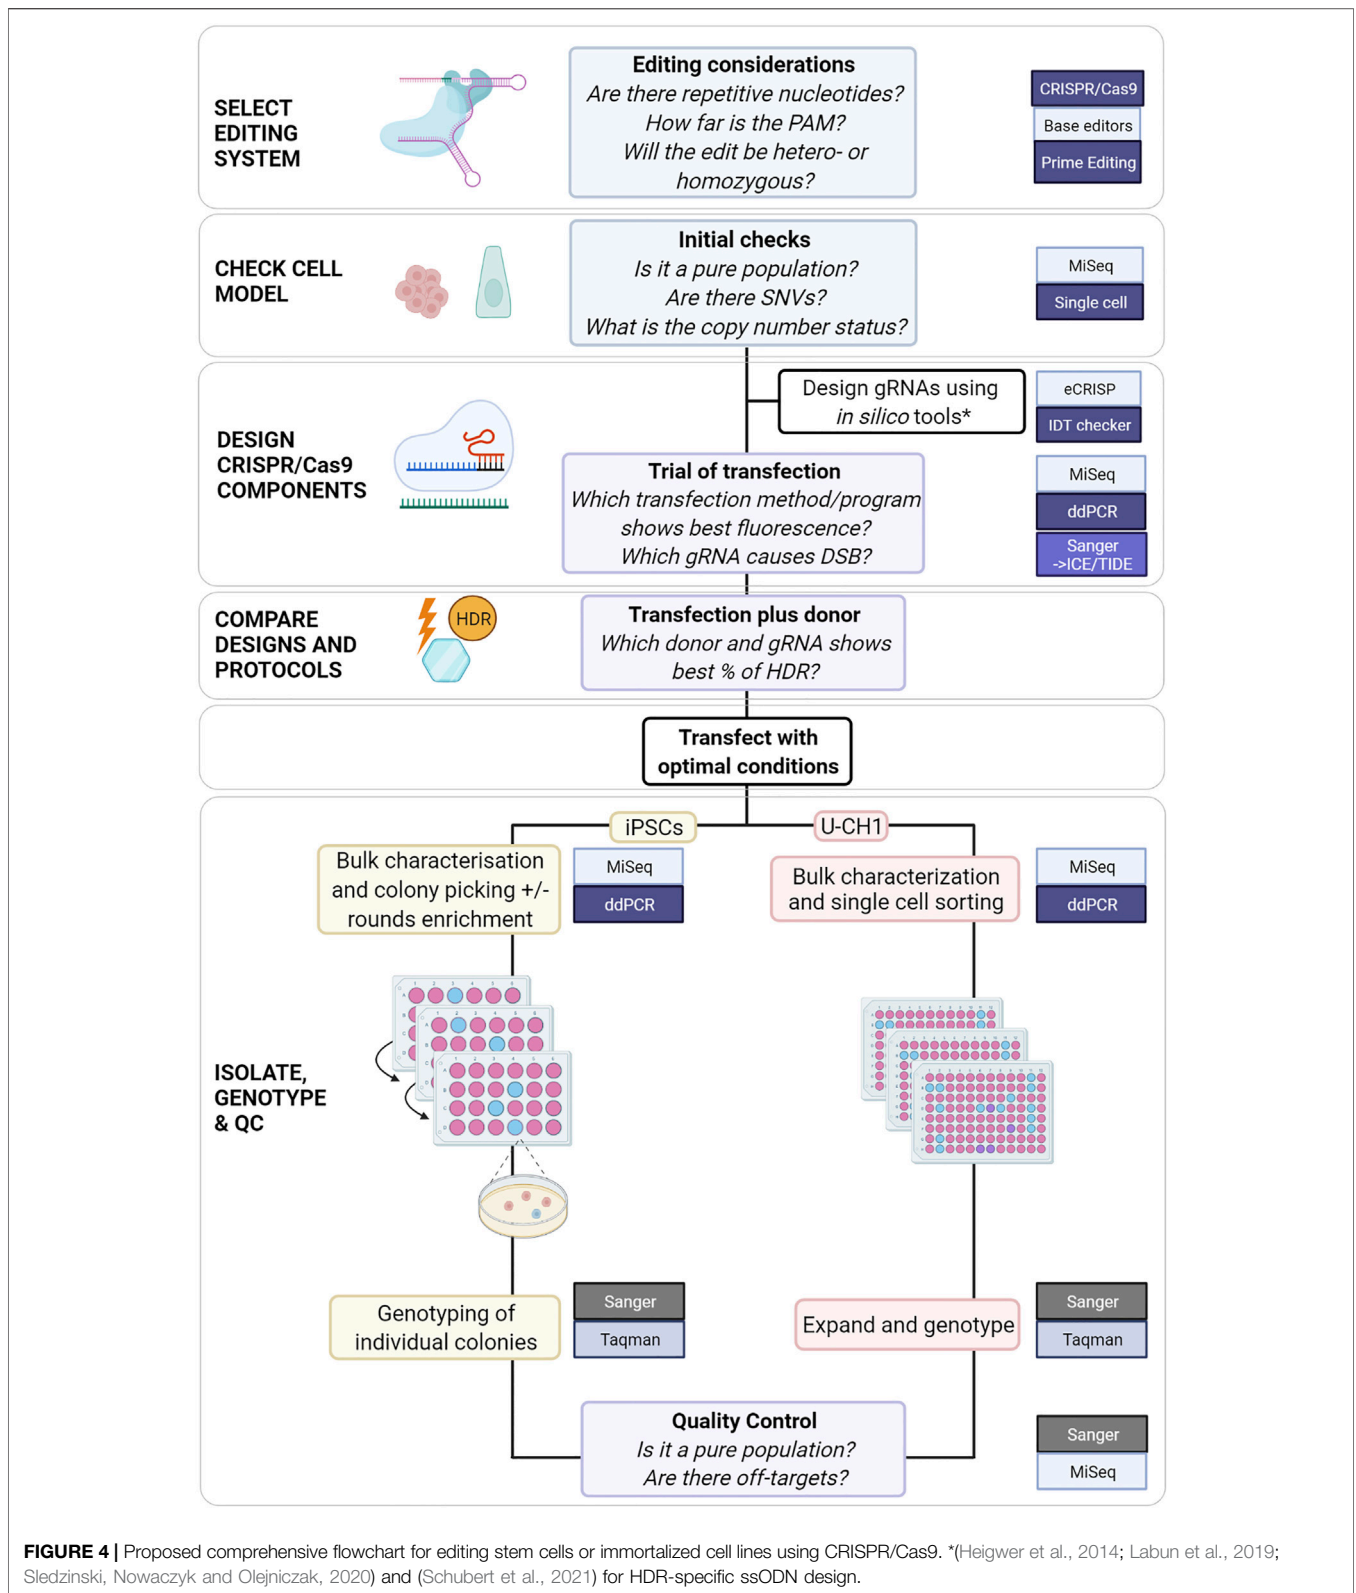 SELECT
EDITING
SYSTEM
Editing considerations
Are there repetitive nucleotides?
How far is the PAM?
Will the edit be hetero- or
homozygous?
CRISPR/Cas9
Base editors
Prime Editing
CHECK CELL
MODEL
Initial checks
Is it a pure population?
Are there SNVs?
What is the copy number status?
MiSeq
Single cell
DESIGN
CRISPR/Cas9
COMPONENTS
Design gRNAs using
in silico tools*
eCRISP
IDT checker
Trial of transfection
Which transfection method/program
shows best fluorescence?
Which gRNA causes DSB?
MiSeq
ddPCR
Sanger
->ICE/TIDE
COMPARE
DESIGNS AND
PROTOCOLS
HDR
Transfection plus donor
Which donor and gRNA shows
best % of HDR?
Transfect with
optimal conditions
iPSCs
U-CH1
Bulk characterisation
and colony picking +/-
rounds enrichment
MiSeq
ddPCR
Bulk characterization
and single cell sorting
MiSeq
ddPCR
ISOLATE,
GENOTYPE
& QC
Genotyping of
individual colonies
Sanger
Taqman
Expand and genotype
Sanger
Taqman
Quality Control
Is it a pure population?
Are there off-targets?
Sanger
MiSeq
FIGURE 4 | Proposed comprehensive flowchart for editing stem cells or immortalized cell lines using CRISPR/Cas9. *(Heigwer et al., 2014; Labun et al., 2019;
Sledzinski, Nowaczyk and Olejniczak, 2020) and (Schubert et al., 2021) for HDR-specific ssODN design.